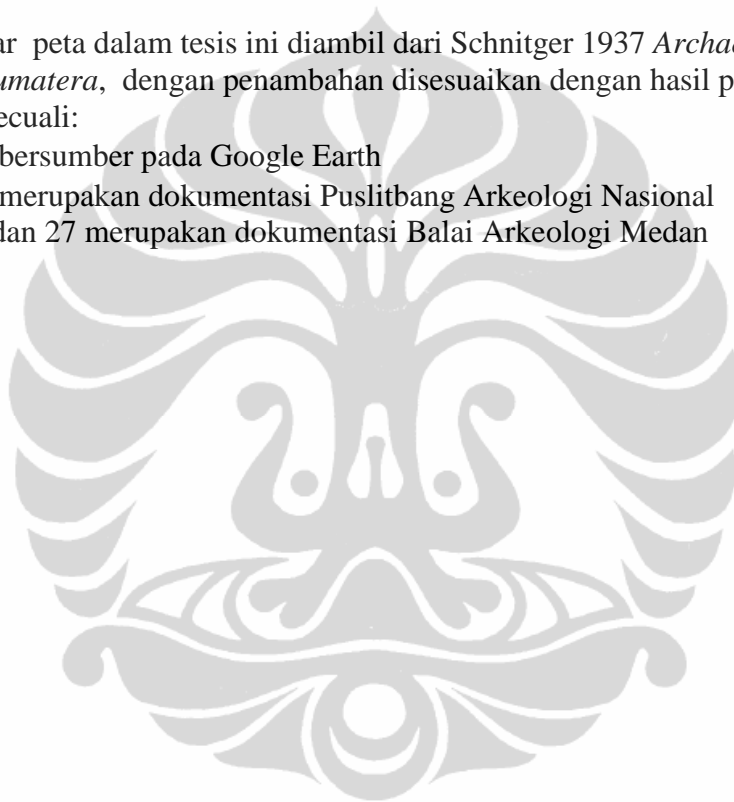 ar peta dalam tesis ini diambil dari Schnitger 1937 Archae
umatera, dengan penambahan disesuaikan dengan hasil p
ecuali:
bersumber pada Google Earth
merupakan dokumentasi Puslitbang Arkeologi Nasional
dan 27 merupakan dokumentasi Balai Arkeologi Medan